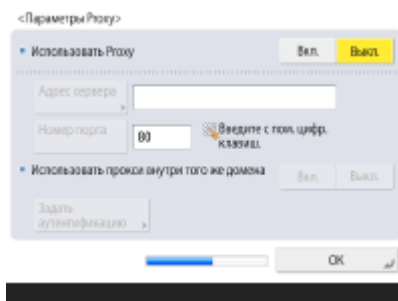 <Параметры Proxy>
Использовать Proxy
Вкл.
Выкл.
Адрес сервера
Номер порта
80
Введите с пом. цифр.
клавиш.
Использовать прокси внутри того же домена
Вкл.
Выкл.
Задать
аутентификацию
OK